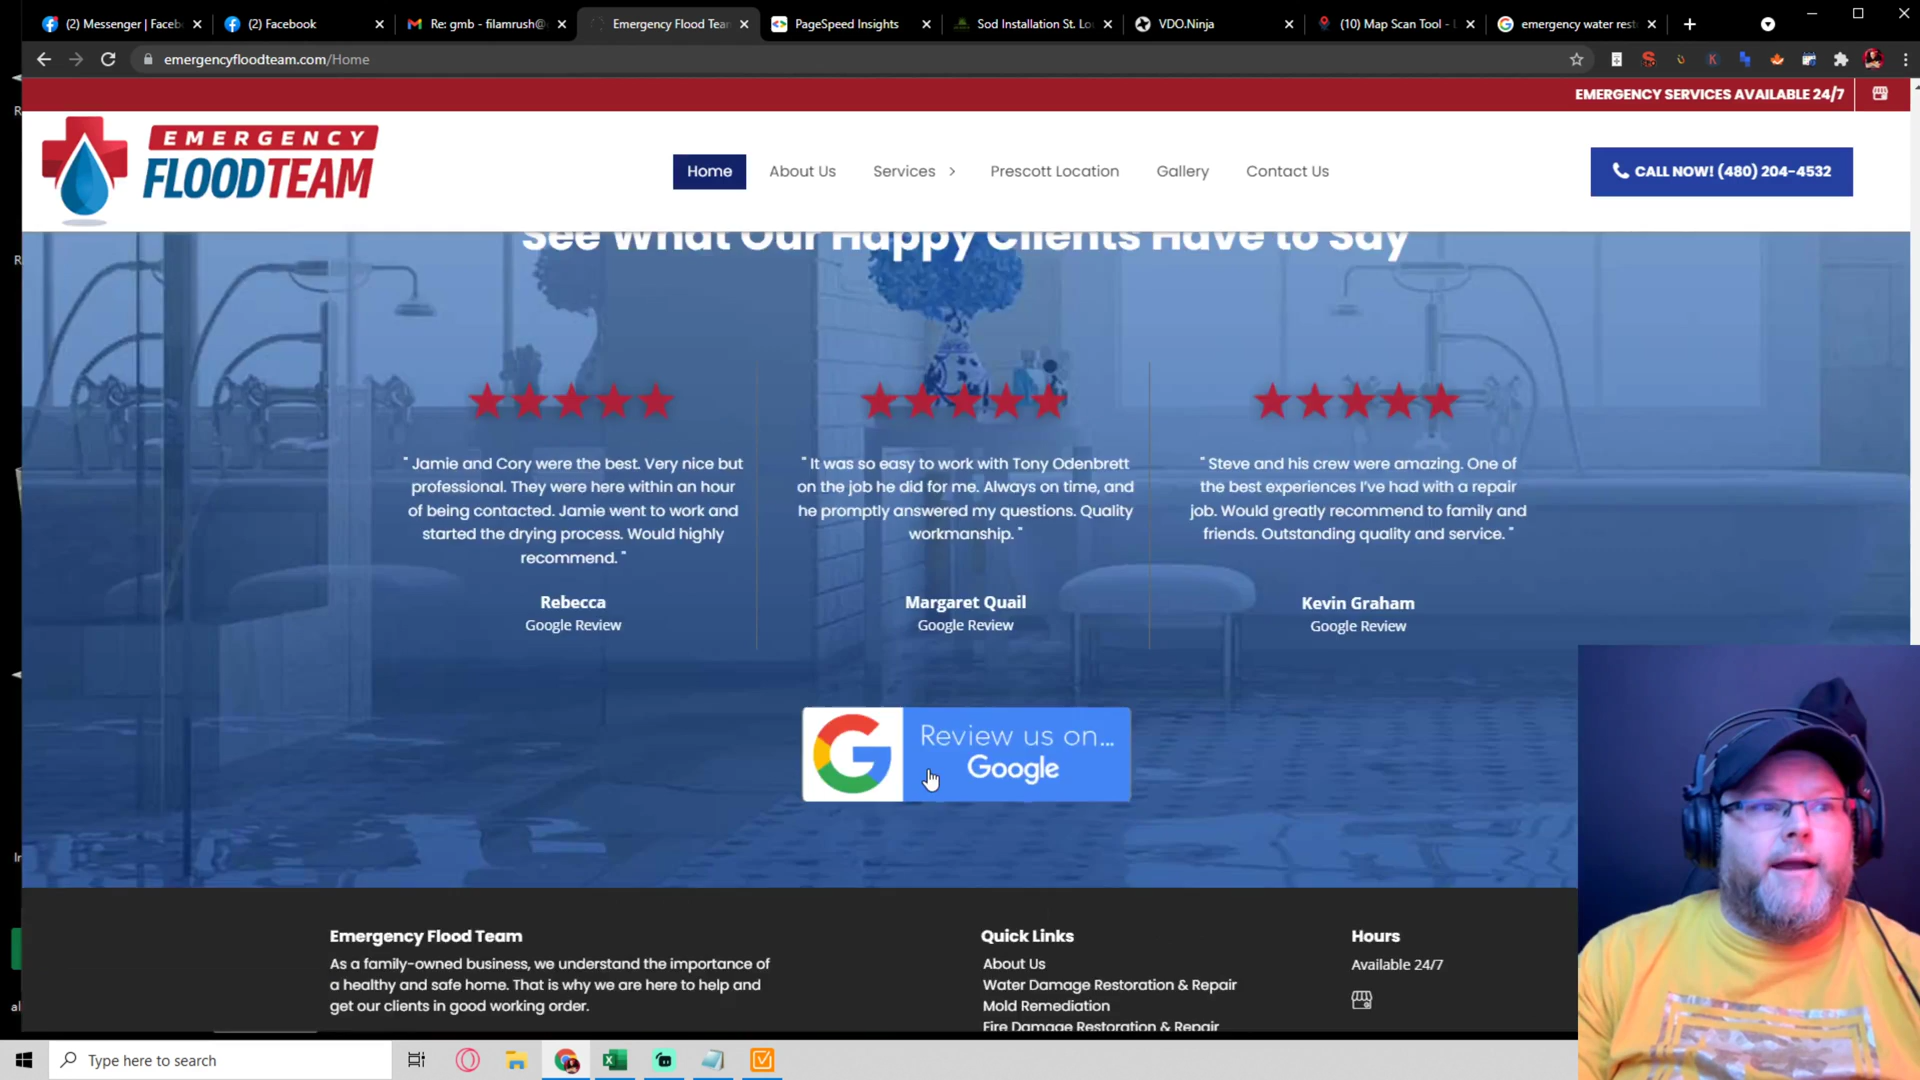 (2) Messenger | Faceb
(2) Facebook
Re: gmb - filamrush@
Emergency Flood Tea
PageSpeed Insights
Sod Installation St. Lo
VDO.Ninja
(10) Map Scan Tool -
emergency water rest
emergencyfloodteam.com/Home
EMERGENCY SERVICES AVAILABLE 24/7
EMERGENCY
FLOODTEAM
Home
About Us
Services
Prescott Location
Gallery
Contact Us
CALL NOW! (480) 204-4532
See What Our Happy Clients Have to Say
" Jamie and Cory were the best. Very nice but
professional. They were here within an hour
of being contacted. Jamie went to work and
started the drying process. Would highly
recommend. "
Rebecca
Google Review
" It was so easy to work with Tony Odenbrett
on the job he did for me. Always on time, and
he promptly answered my questions. Quality
workmanship. "
Margaret Quail
Google Review
" Steve and his crew were amazing. One of
the best experiences I've had with a repair
job. Would greatly recommend to family and
friends. Outstanding quality and service. "
Kevin Graham
Google Review
G
Review us on...
Google
Emergency Flood Team
As a family-owned business, we understand the importance of
a healthy and safe home. That is why we are here to help and
get our clients in good working order.
Quick Links
About Us
Water Damage Restoration & Repair
Mold Remediation
Fire Damage Restoration & Repair
Hours
Available 24/7
Type here to search